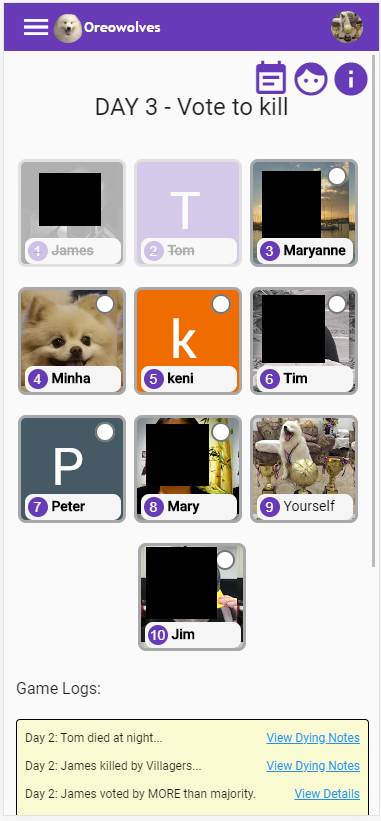 Oreowolves
DAY 3 - Vote to kill
1 James
T
2 Tom
3 Maryanne
4 Minha
k
5 keni
6 Tim
P
7 Peter
8 Mary
9 Yourself
10 Jim
Game Logs:
Day 2: Tom died at night... View Dying Notes
Day 2: James killed by Villagers... View Dying Notes
Day 2: James voted by MORE than majority. View Details